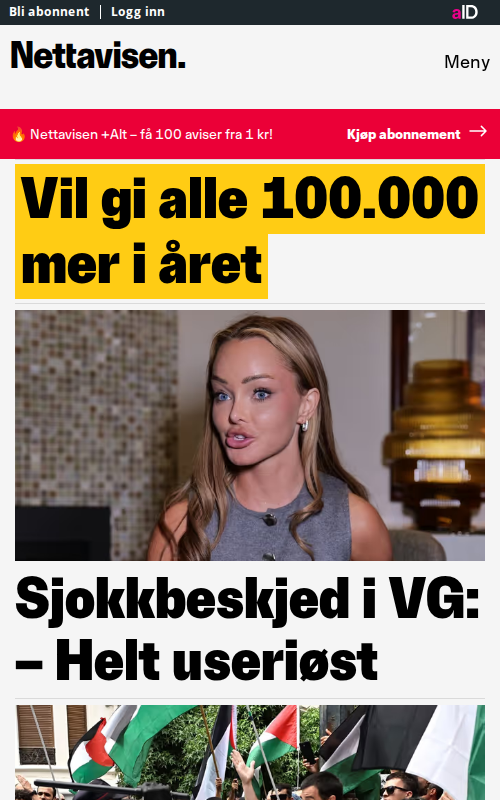 Bli abonnent | Logg inn
aID
Nettavisen.
Meny
🔥 Nettavisen +Alt – få 100 aviser fra 1 kr!
Kjøp abonnement →
Vil gi alle 100.000
mer i året
Sjokkbeskjed i VG:
– Helt useriøst